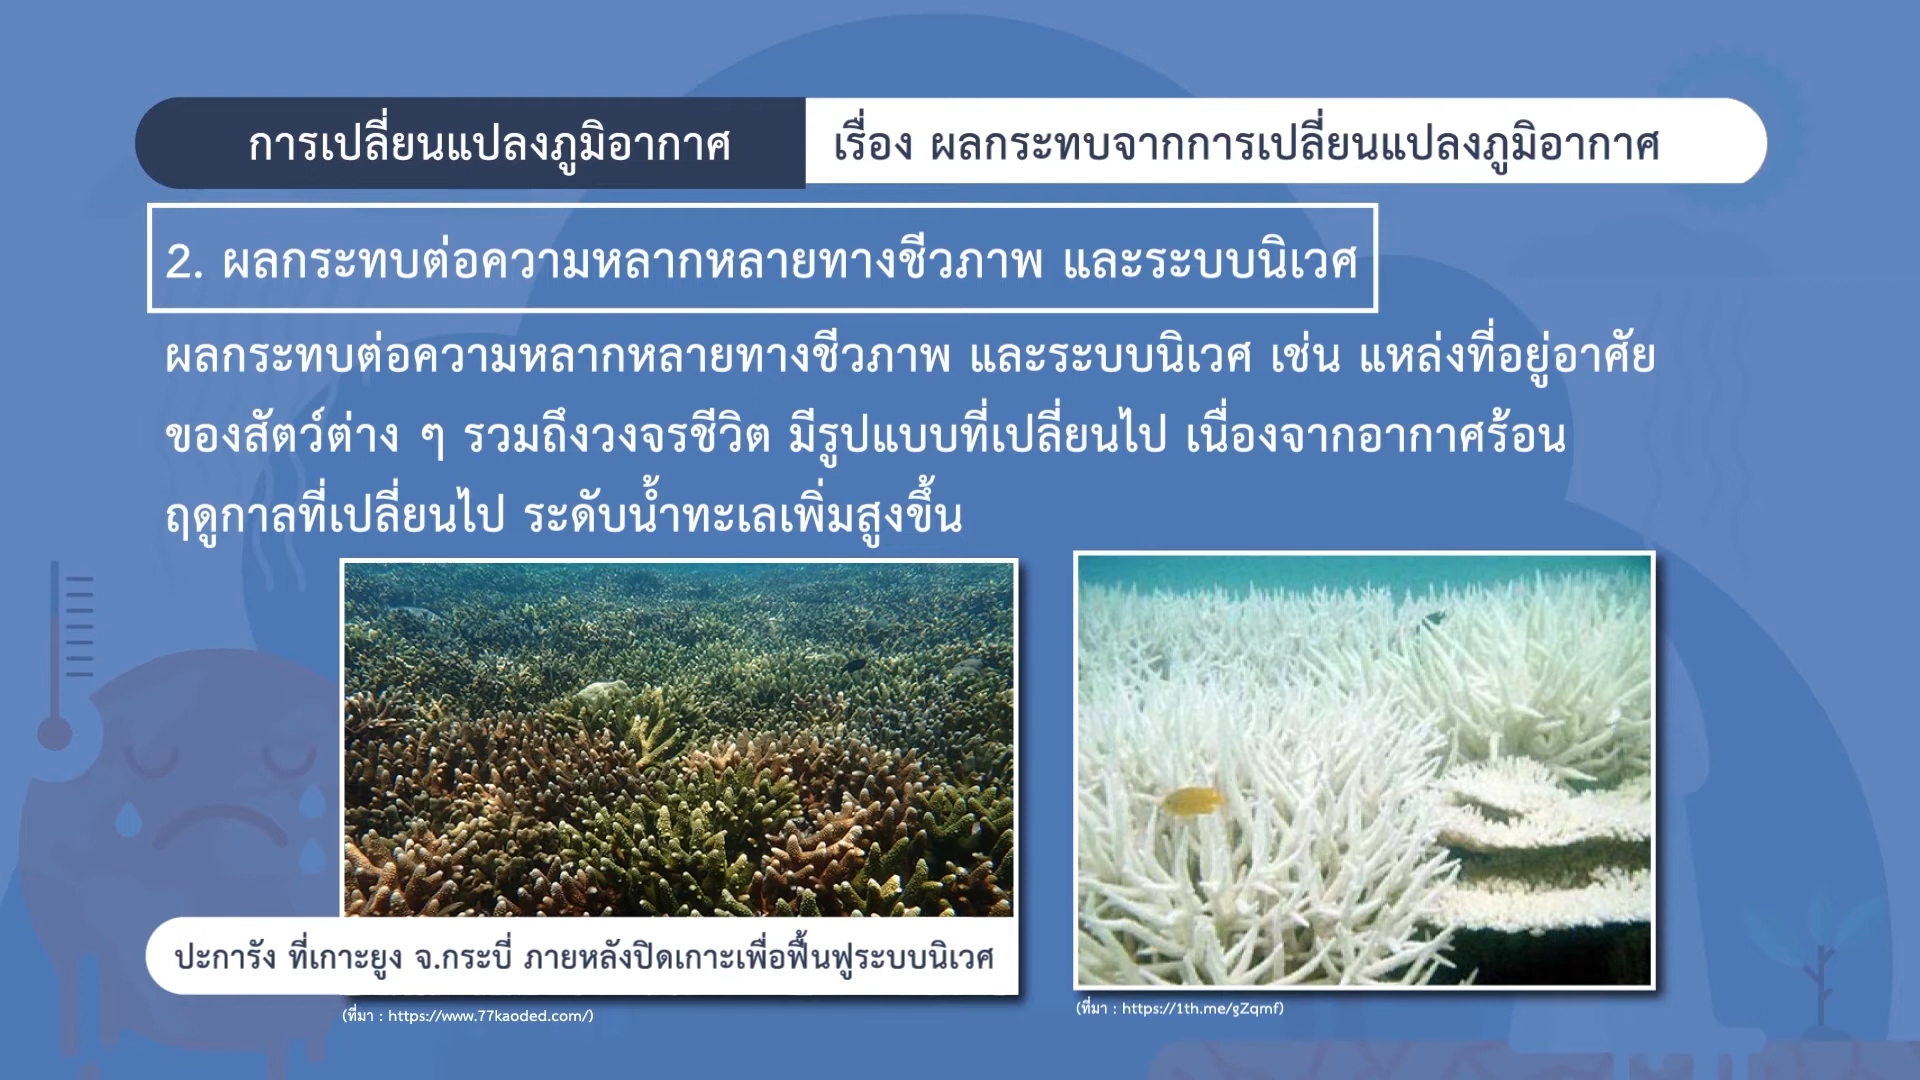 การเปลี่ยนแปลงภูมิอากาศ
เรื่อง ผลกระทบจากการเปลี่ยนแปลงภูมิอากาศ
2. ผลกระทบต่อความหลากหลายทางชีวภาพ และระบบนิเวศ
ผลกระทบต่อความหลากหลายทางชีวภาพ และระบบนิเวศ เช่น แหล่งที่อยู่อาศัย
ของสัตว์ต่าง ๆ รวมถึงวงจรชีวิต มีรูปแบบที่เปลี่ยนไป เนื่องจากอากาศร้อน
ฤดูกาลที่เปลี่ยนไป ระดับน้ำทะเลเพิ่มสูงขึ้น
ปะการัง ที่เกาะยูง จ.กระบี่ ภายหลังปิดเกาะเพื่อฟื้นฟูระบบนิเวศ
(ที่มา : https://www.77kaoded.com/)
(ที่มา : https://1th.me/gZqmf)